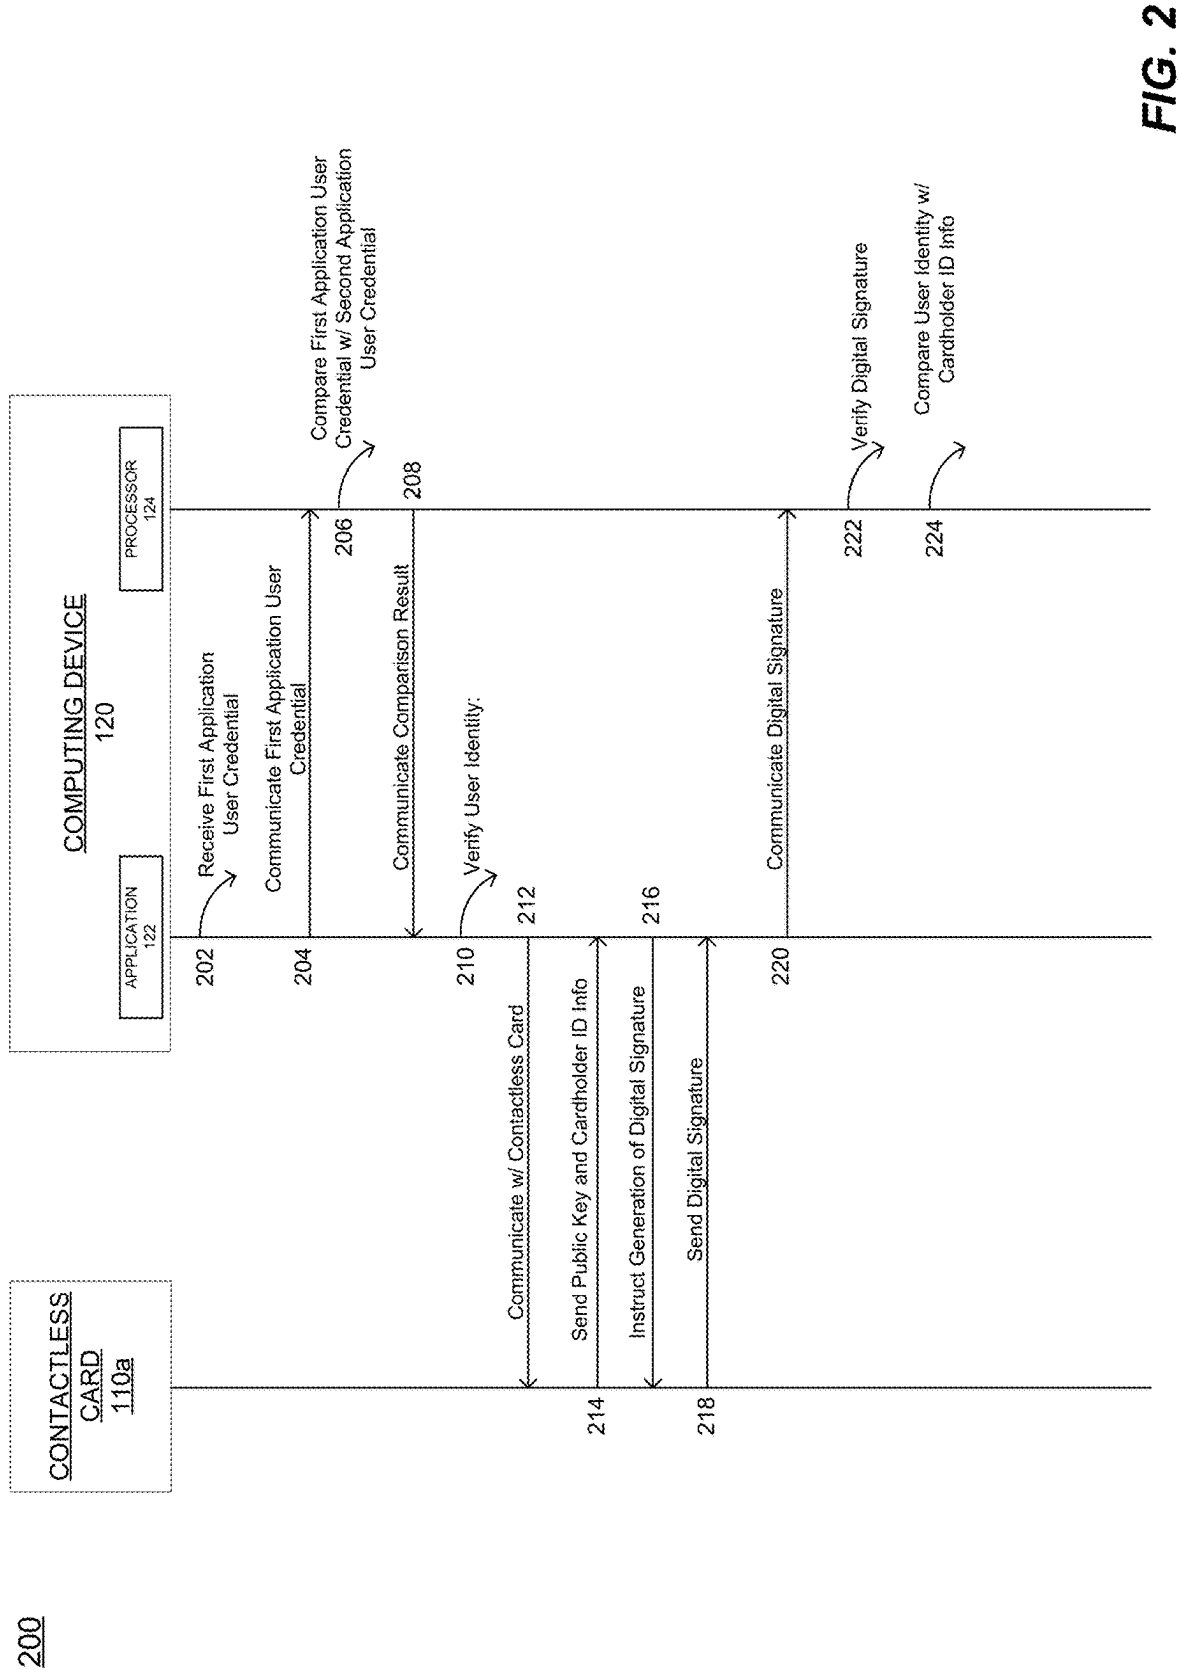 200
CONTACTLESS
CARD
110a
COMPUTING DEVICE
120
APPLICATION
122
PROCESSOR
124
202
Receive First Application
User Credential
Communicate First Application User
Credential
204
Compare First Application User
Credential w/ Second Application
User Credential
206
Communicate Comparison Result
208
210
Verify User Identity:
Communicate w/ Contactless Card
212
Send Public Key and Cardholder ID Info
214
Instruct Generation of Digital Signature
216
Send Digital Signature
218
Communicate Digital Signature
220
Verify Digital Signature
222
Compare User Identity w/
Cardholder ID Info
224
FIG. 2